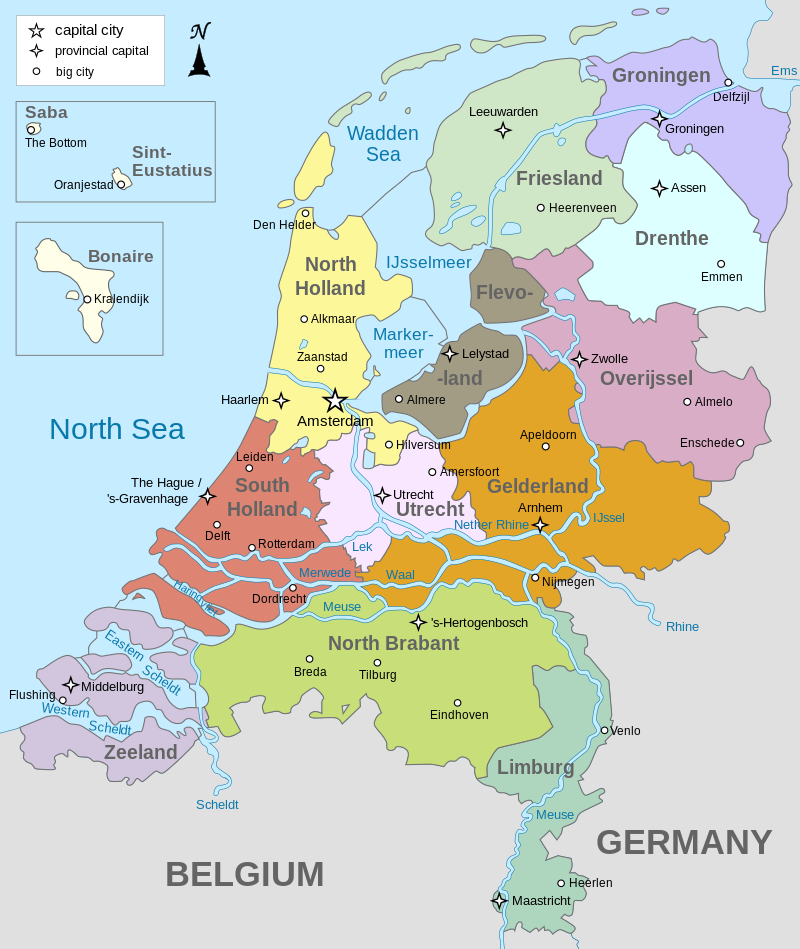 capital city
provincial capital
big city
N
Saba
The Bottom
Sint-
Eustatius
Oranjestad
Bonaire
Kralendijk
Wadden
Sea
Groningen
Ems
Delfzijl
Leeuwarden
Groningen
Friesland
Assen
Heerenveen
Den Helder
Drenthe
North
Holland
IJsselmeer
Emmen
Flevo-
Alkmaar
Marker-
meer
Zaanstad
Lelystad
Zwolle
-land
Overijssel
Haarlem
Almere
Almelo
Amsterdam
North Sea
Hilversum
Apeldoorn
Enschede
Leiden
Amersfoort
The Hague /
's-Gravenhage
South
Holland
Utrecht
Utrecht
Gelderland
Arnhem
Nether Rhine
IJssel
Delft
Rotterdam
Lek
Merwede
Waal
Nijmegen
Haringvliet
Dordrecht
Meuse
Rhine
's-Hertogenbosch
Eastern
Scheldt
North Brabant
Breda
Tilburg
Middelburg
Flushing
Western
Scheldt
Eindhoven
Venlo
Zeeland
Limburg
Scheldt
Meuse
GERMANY
BELGIUM
Heerlen
Maastricht